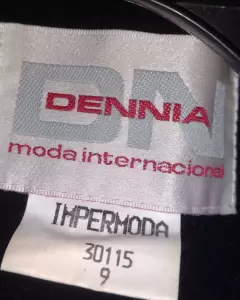 DN
DENNIA
moda internacional
IMPERMODA
30115
9